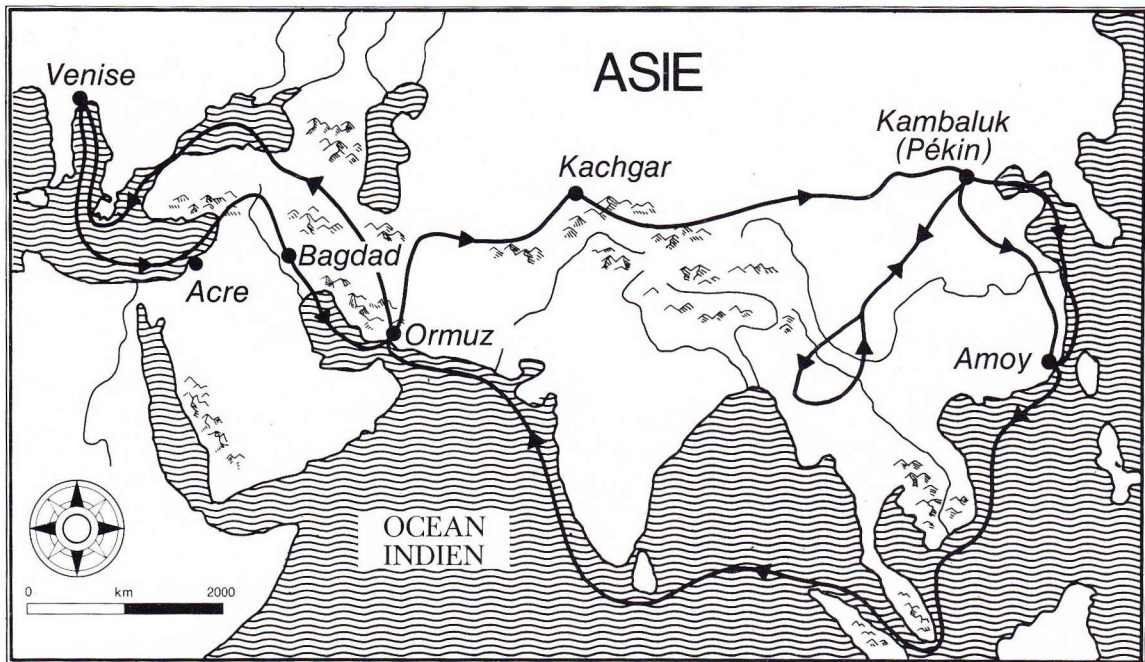 ASIE
Venise
Kambaluk
(Pékin)
Kachgar
Bagdad
Acre
Ormuz
Amoy
OCEAN
INDIEN
0 km 2000